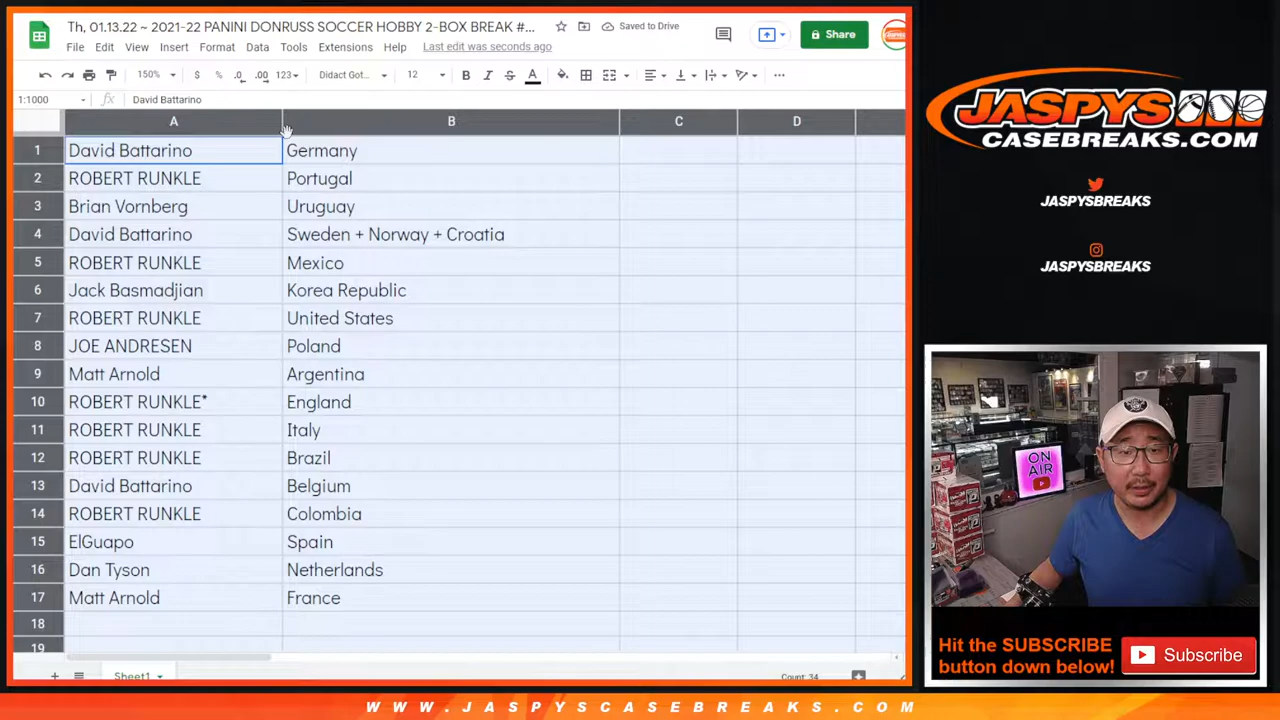 Th, 01.13.22 ~ 2021-22 PANINI DONRUSS SOCCER HOBBY 2-BOX BREAK #...
Saved to Drive
Share
File Edit View Insert Format Data Tools Extensions Help Last edit was seconds ago
150% $ % .0 .00 123 Didact Got... 12 B I S A
1:1000 fx David Battarino
A B C D
1 David Battarino Germany
2 ROBERT RUNKLE Portugal
3 Brian Vornberg Uruguay
4 David Battarino Sweden + Norway + Croatia
5 ROBERT RUNKLE Mexico
6 Jack Basmadjian Korea Republic
7 ROBERT RUNKLE United States
8 JOE ANDRESEN Poland
9 Matt Arnold Argentina
10 ROBERT RUNKLE* England
11 ROBERT RUNKLE Italy
12 ROBERT RUNKLE Brazil
13 David Battarino Belgium
14 ROBERT RUNKLE Colombia
15 ElGuapo Spain
16 Dan Tyson Netherlands
17 Matt Arnold France
18
19
Sheet1
Count: 34
JASPYS
CASEBREAKS.COM
JASPYSBREAKS
JASPYSBREAKS
ON
AIR
Hit the SUBSCRIBE
button down below!
Subscribe
WWW.JASPYSCASEBREAKS.COM